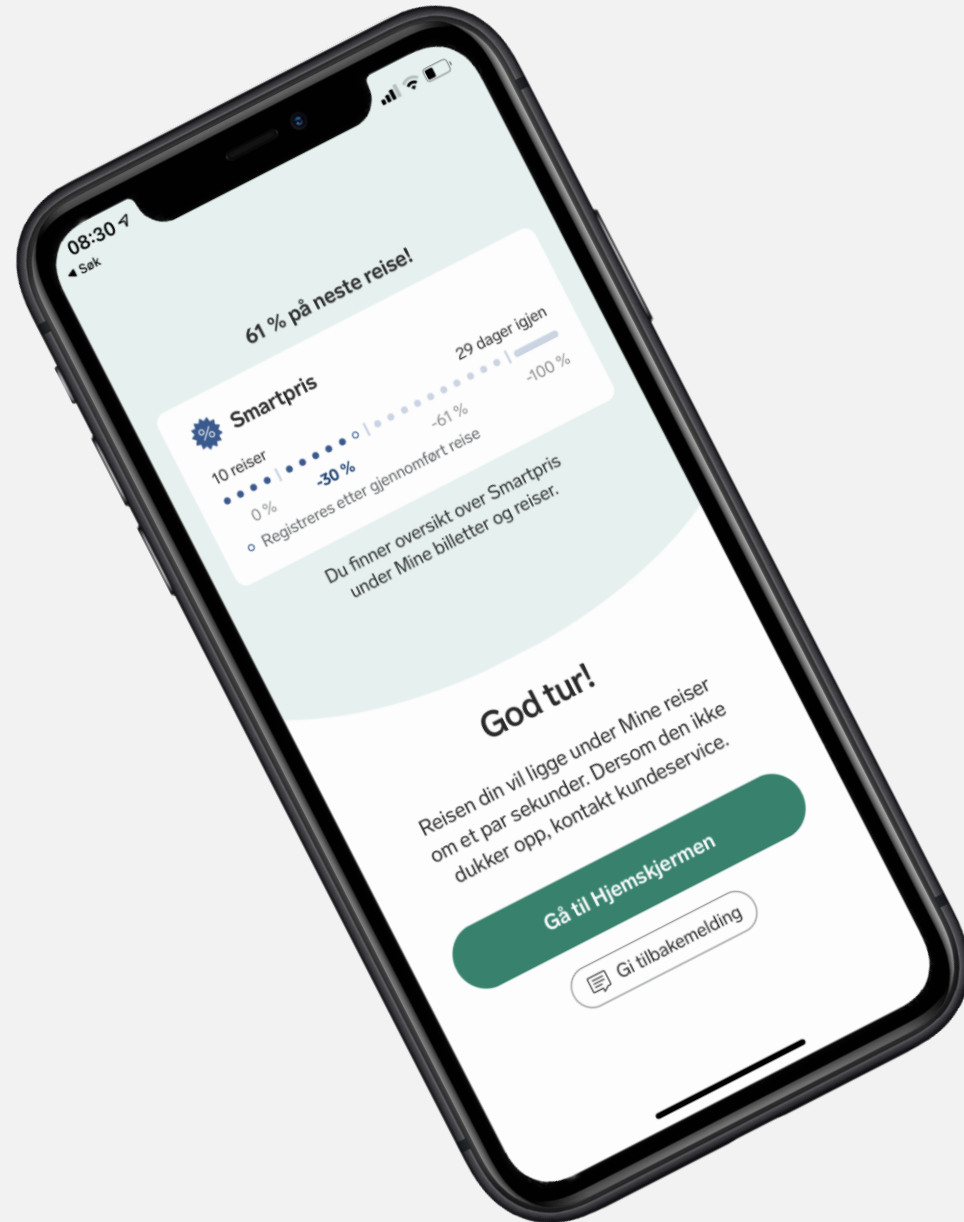 08:30
Søk
61 % på neste reise!
%
Smartpris
10 reiser
29 dager igjen
0 %
-30 %
-61 %
-100 %
Registreres etter gjennomført reise
Du finner oversikt over Smartpris
under Mine billetter og reiser.
God tur!
Reisen din vil ligge under Mine reiser
om et par sekunder. Dersom den ikke
dukker opp, kontakt kundeservice.
Gå til Hjemskjermen
Gi tilbakemelding